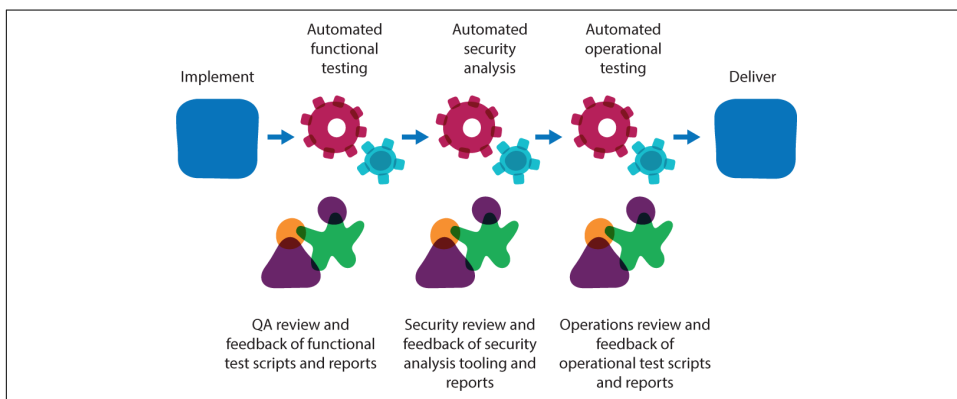 Implement
Automated
functional
testing
Automated
security
analysis
Automated
operational
testing
Deliver
QA review and
feedback of functional
test scripts and reports
Security review and
feedback of security
analysis tooling and
reports
Operations review and
feedback of
operational test scripts
and reports